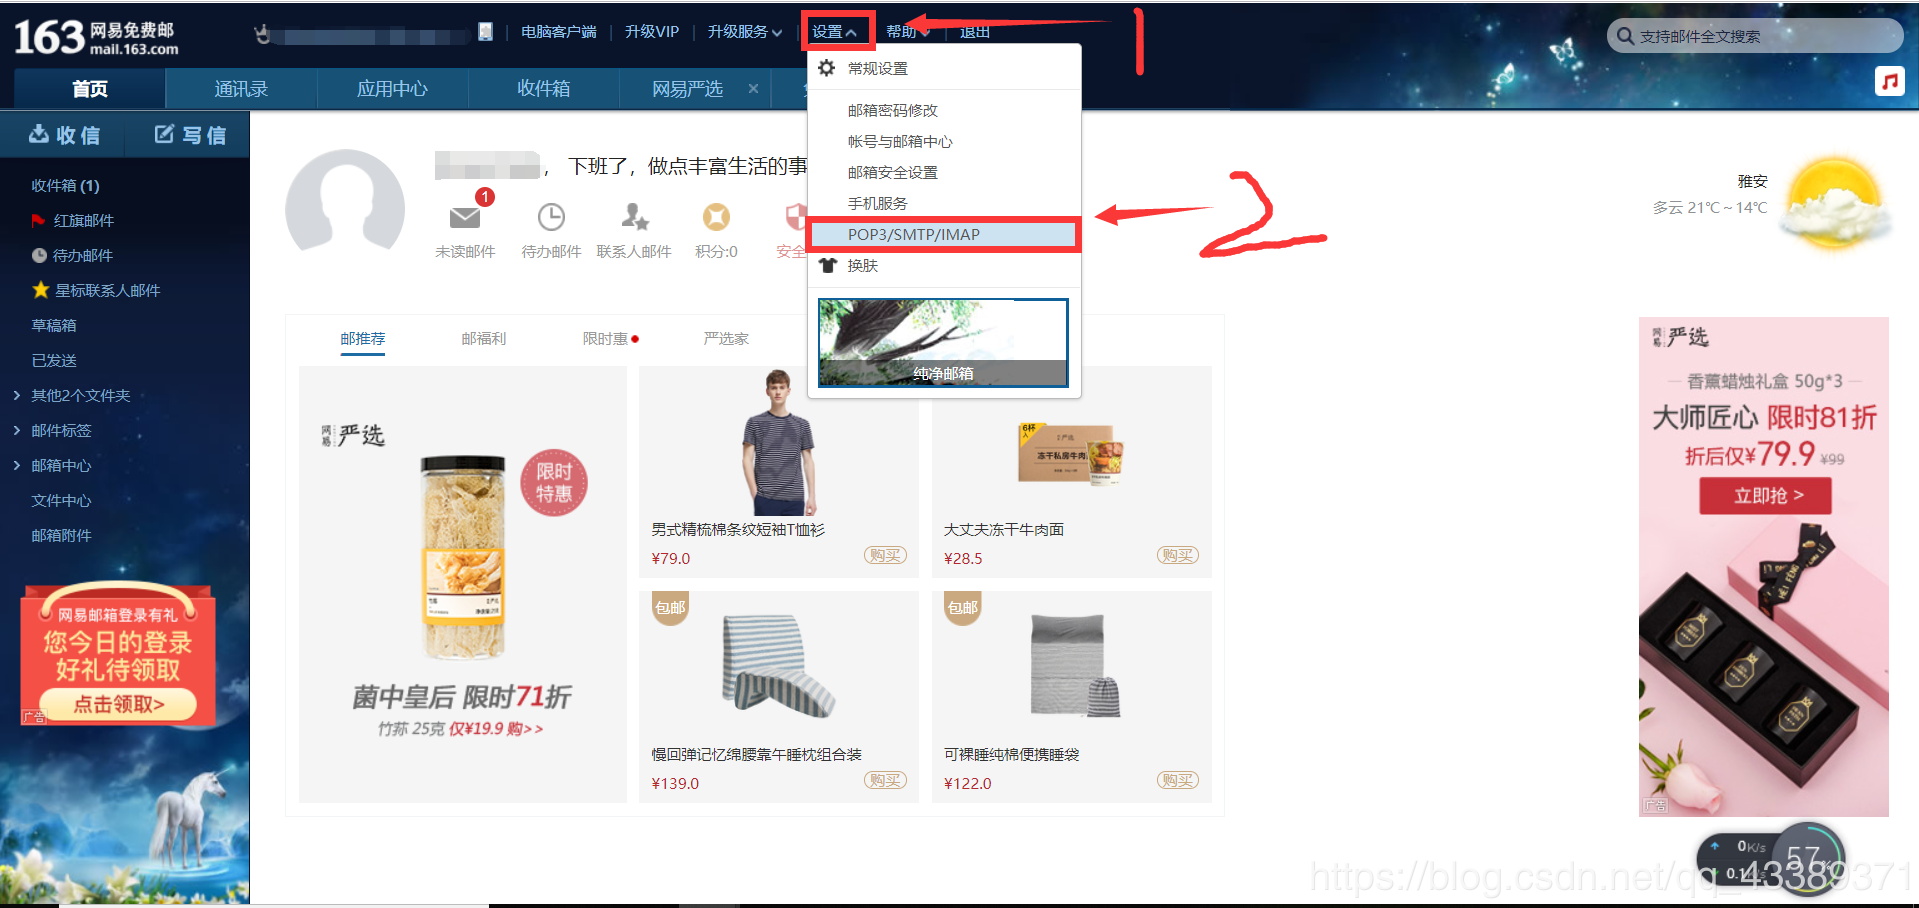 163 网易免费邮
mail.163.com
电脑客户端
升级VIP
升级服务
设置
帮助
退出
1
支持邮件全文搜索
首页
通讯录
应用中心
收件箱
网易严选
×
常规设置
邮箱密码修改
帐号与邮箱中心
邮箱安全设置
手机服务
POP3/SMTP/IMAP
换肤
纯净邮箱
2
收信
写信
收件箱 (1)
红旗邮件
待办邮件
星标联系人邮件
草稿箱
已发送
其他2个文件夹
邮件标签
邮箱中心
文件中心
邮箱附件
网易邮箱登录有礼
您今日的登录
好礼待领取
点击领取>
广告
， 下班了，做点丰富生活的事
1
未读邮件
待办邮件
联系人邮件
积分:0
安全
雅安
多云 21℃～14℃
邮推荐
邮福利
限时惠
严选家
网易 严选
限时
特惠
菌中皇后 限时71折
竹荪 25克 仅¥19.9 购>>
男式精梳棉条纹短袖T恤衫
¥79.0
购买
6杯入
严选
冻干私房牛肉
大丈夫冻干牛肉面
¥28.5
购买
包邮
慢回弹记忆绵腰靠午睡枕组合装
¥139.0
购买
包邮
可裸睡纯棉便携睡袋
¥122.0
购买
网易 严选
香薰蜡烛礼盒 50g*3
大师匠心 限时81折
折后仅¥79.9 ¥99
立即抢 >
HEI FENG LI
广告
0K/s
0.1K/s
57%
https://blog.csdn.net/qq_43389371